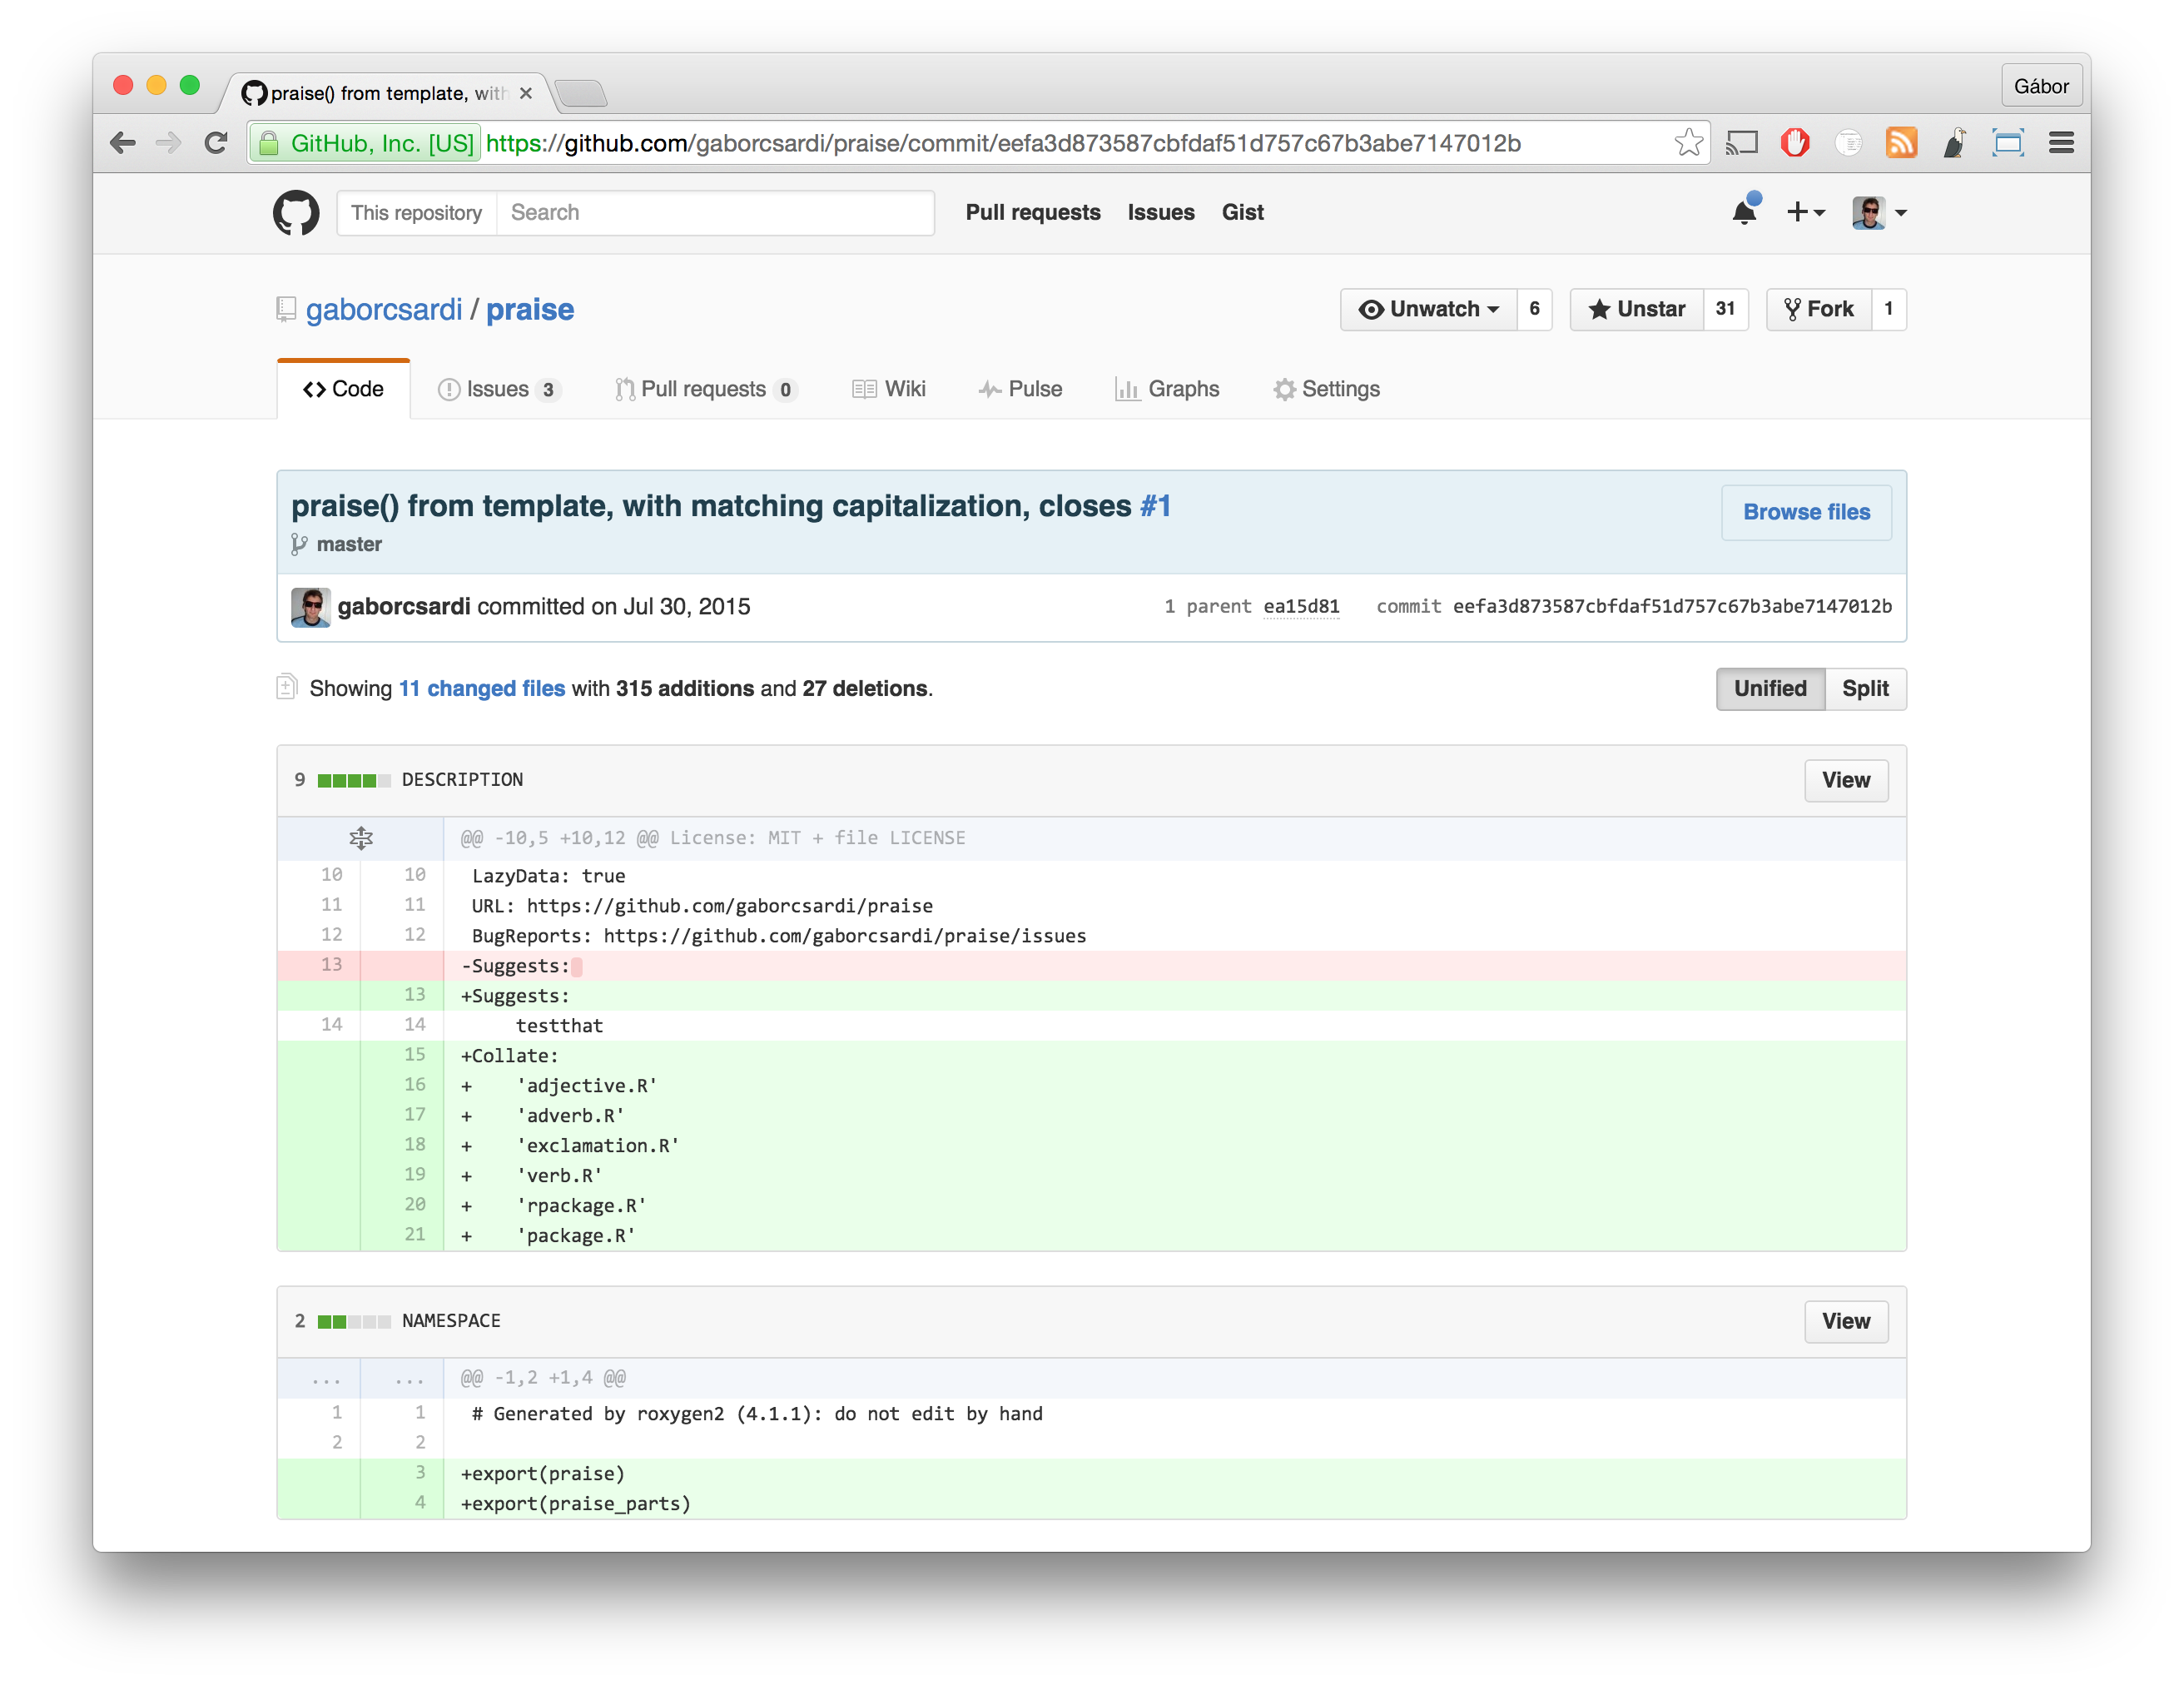 praise() from template, with
Gábor
GitHub, Inc. [US] https://github.com/gaborcsardi/praise/commit/eefa3d873587cbfdaf51d757c67b3abe7147012b
This repository Search Pull requests Issues Gist
gaborcsardi / praise Unwatch 6 Unstar 31 Fork 1
Code Issues 3 Pull requests 0 Wiki Pulse Graphs Settings
praise() from template, with matching capitalization, closes #1 Browse files
master
gaborcsardi committed on Jul 30, 2015 1 parent ea15d81 commit eefa3d873587cbfdaf51d757c67b3abe7147012b
Showing 11 changed files with 315 additions and 27 deletions. Unified Split
9 DESCRIPTION View
@@ -10,5 +10,12 @@ License: MIT + file LICENSE
10 10 LazyData: true
11 11 URL: https://github.com/gaborcsardi/praise
12 12 BugReports: https://github.com/gaborcsardi/praise/issues
13 -Suggests:
13 +Suggests:
14 14 testthat
15 +Collate:
16 + 'adjective.R'
17 + 'adverb.R'
18 + 'exclamation.R'
19 + 'verb.R'
20 + 'rpackage.R'
21 + 'package.R'
2 NAMESPACE View
... ... @@ -1,2 +1,4 @@
1 1 # Generated by roxygen2 (4.1.1): do not edit by hand
2 2
3 +export(praise)
4 +export(praise_parts)